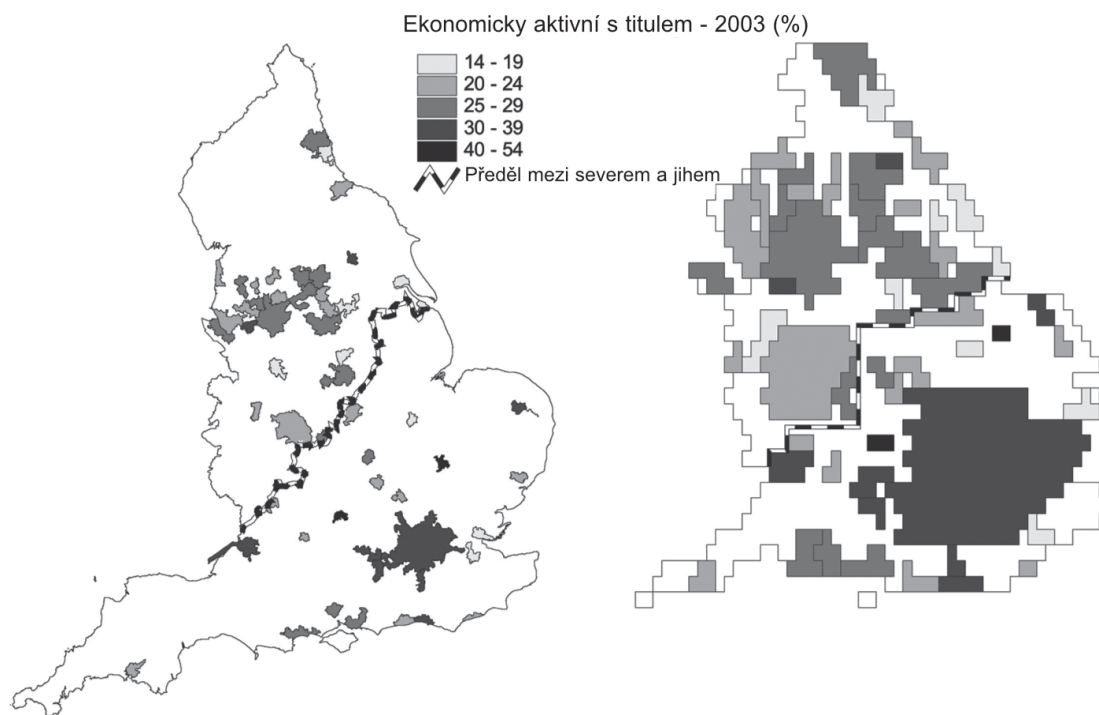 Ekonomicky aktivní s titulem - 2003 (%)
14 - 19
20 - 24
25 - 29
30 - 39
40 - 54
Předěl mezi severem a jihem